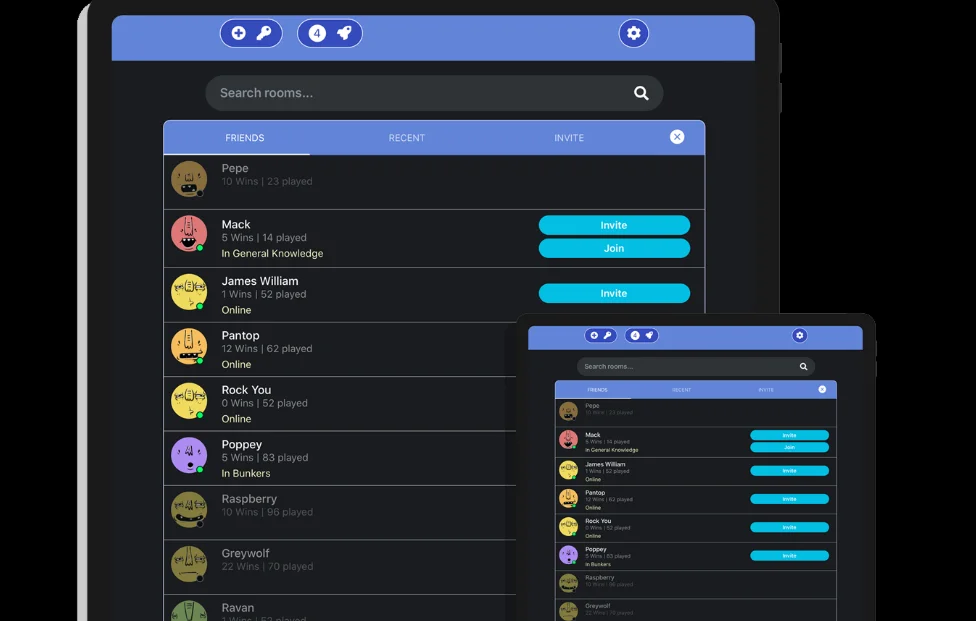 4
Search rooms...
FRIENDS RECENT INVITE
Pepe
10 Wins | 23 played
Mack
5 Wins | 14 played
In General Knowledge
Invite
Join
James William
1 Wins | 52 played
Online
Invite
Pantop
12 Wins | 62 played
Online
Rock You
0 Wins | 52 played
Online
Poppey
5 Wins | 83 played
In Bunkers
Raspberry
10 Wins | 96 played
Greywolf
22 Wins | 70 played
Ravan
1 Wins | 52 played
4
Search rooms...
FRIENDS RECENT INVITE
Pepe
10 Wins | 23 played
Mack
5 Wins | 14 played
In General Knowledge
Invite
Join
James William
1 Wins | 52 played
Online
Invite
Pantop
12 Wins | 62 played
Online
Invite
Rock You
0 Wins | 52 played
Online
Invite
Poppey
5 Wins | 83 played
In Bunkers
Invite
Raspberry
10 Wins | 96 played
Greywolf
22 Wins | 70 played